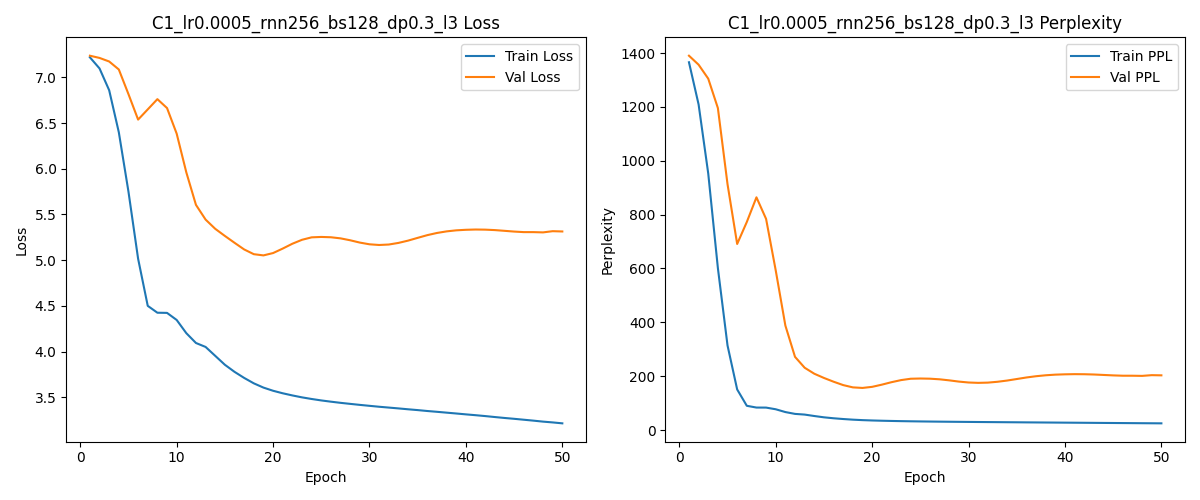 C1_lr0.0005_rnn256_bs128_dp0.3_l3 Loss
Train Loss
Val Loss
7.0
6.5
6.0
5.5
5.0
4.5
4.0
3.5
Loss
0 10 20 30 40 50
Epoch
C1_lr0.0005_rnn256_bs128_dp0.3_l3 Perplexity
Train PPL
Val PPL
1400
1200
1000
800
600
400
200
0
Perplexity
0 10 20 30 40 50
Epoch